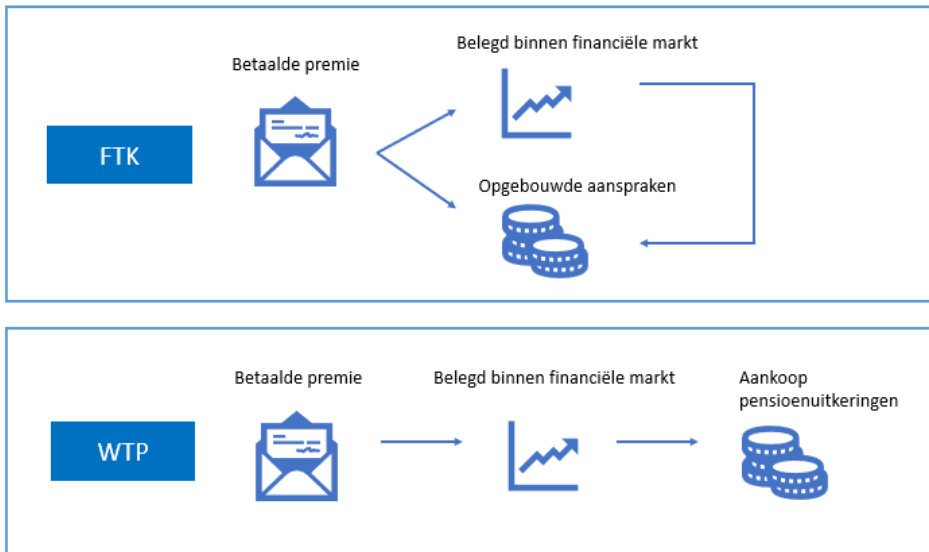 Belegd binnen financiële markt
Betaalde premie
FTK
Opgebouwde aanspraken
Betaalde premie
Belegd binnen financiële markt
Aankoop
pensioenuitkeringen
WTP